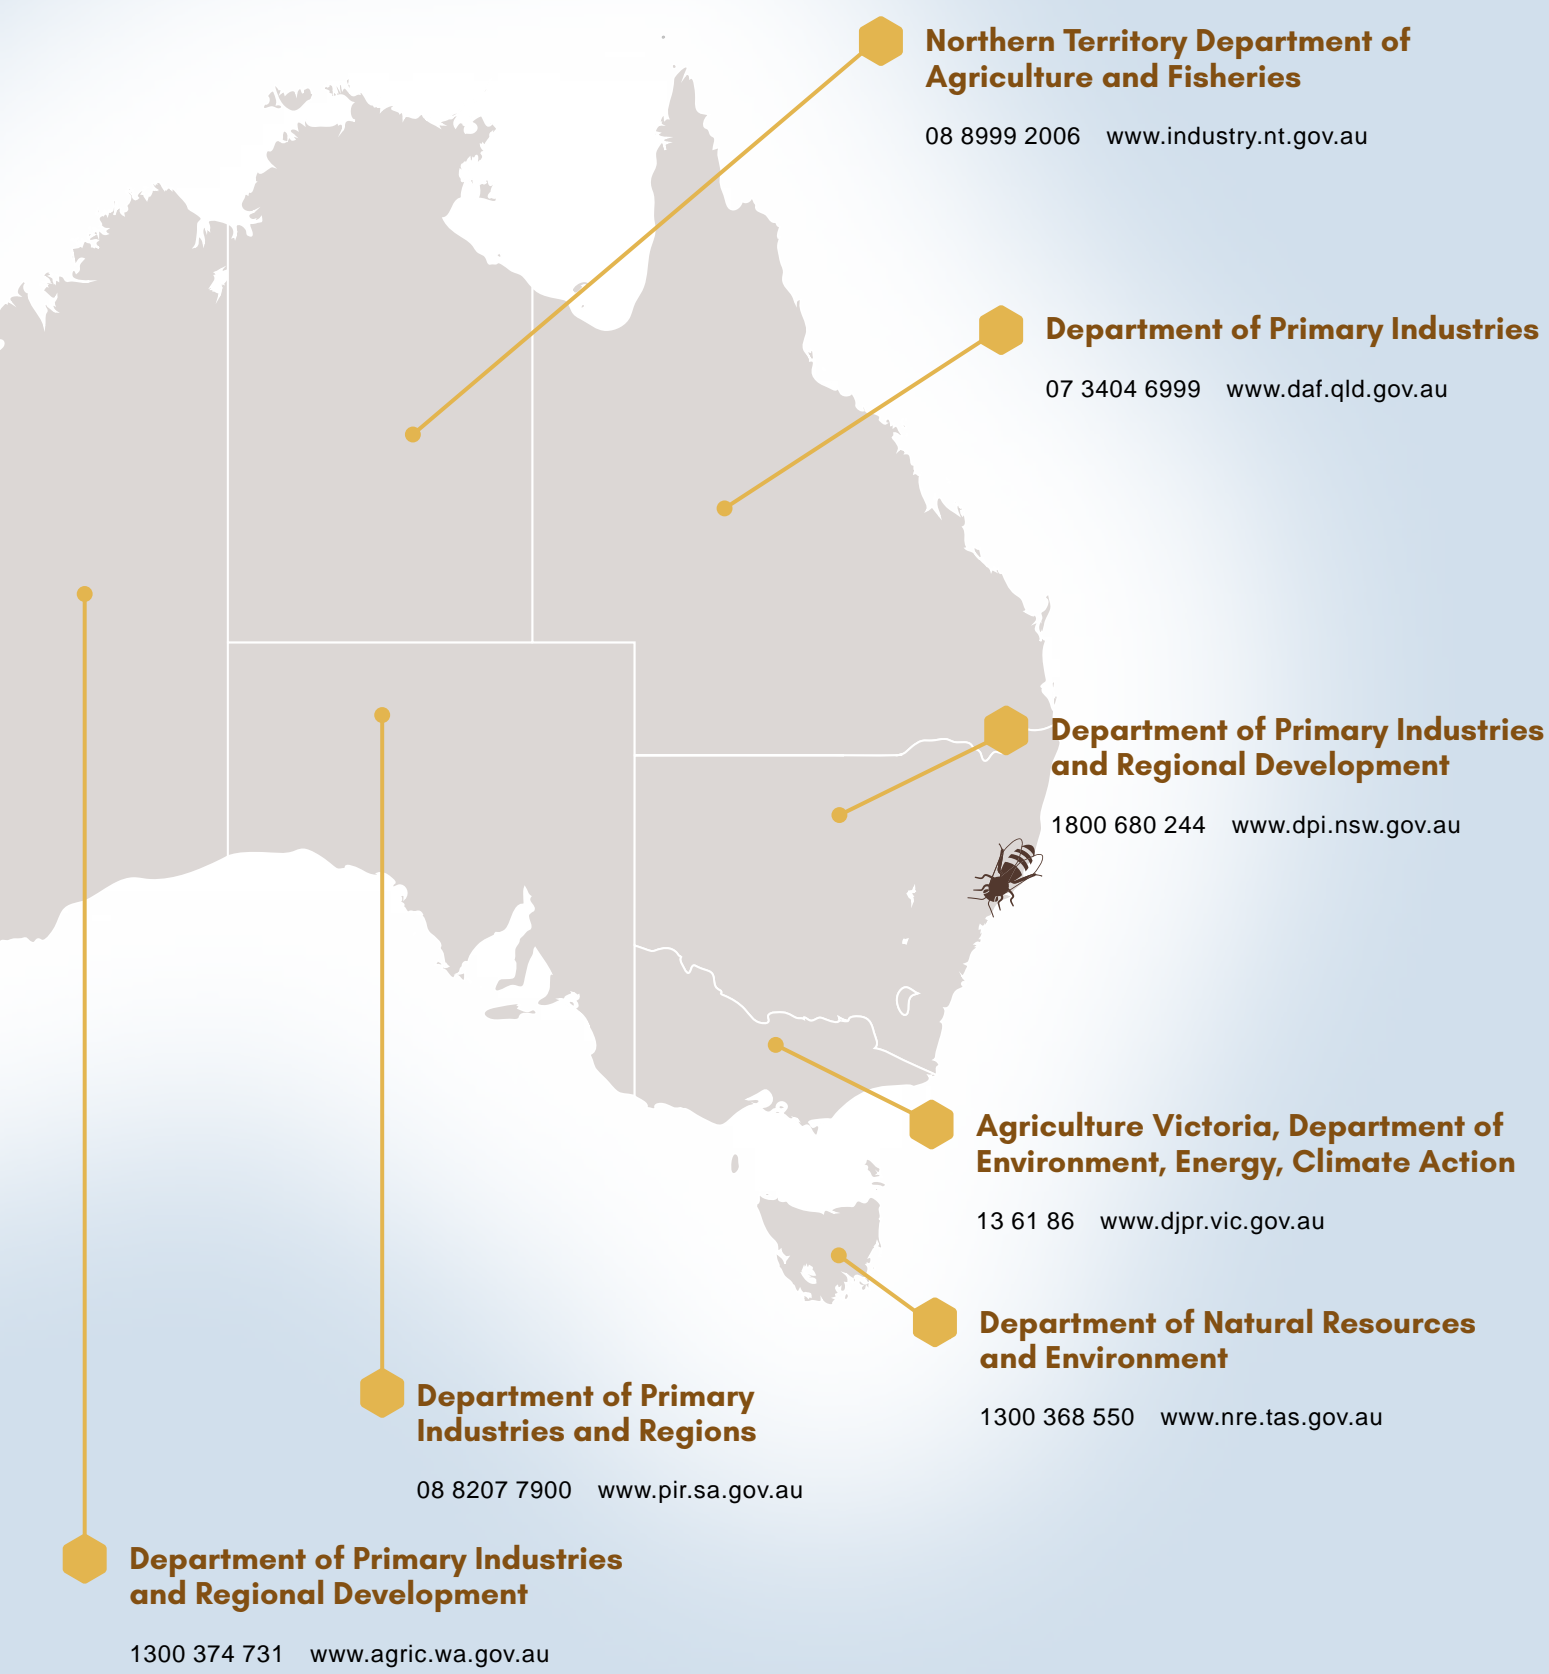 Northern Territory Department of
Agriculture and Fisheries
08 8999 2006 www.industry.nt.gov.au
Department of Primary Industries
07 3404 6999 www.daf.qld.gov.au
Department of Primary Industries
and Regional Development
1800 680 244 www.dpi.nsw.gov.au
Agriculture Victoria, Department of
Environment, Energy, Climate Action
13 61 86 www.djpr.vic.gov.au
Department of Natural Resources
and Environment
1300 368 550 www.nre.tas.gov.au
Department of Primary
Industries and Regions
08 8207 7900 www.pir.sa.gov.au
Department of Primary Industries
and Regional Development
1300 374 731 www.agric.wa.gov.au